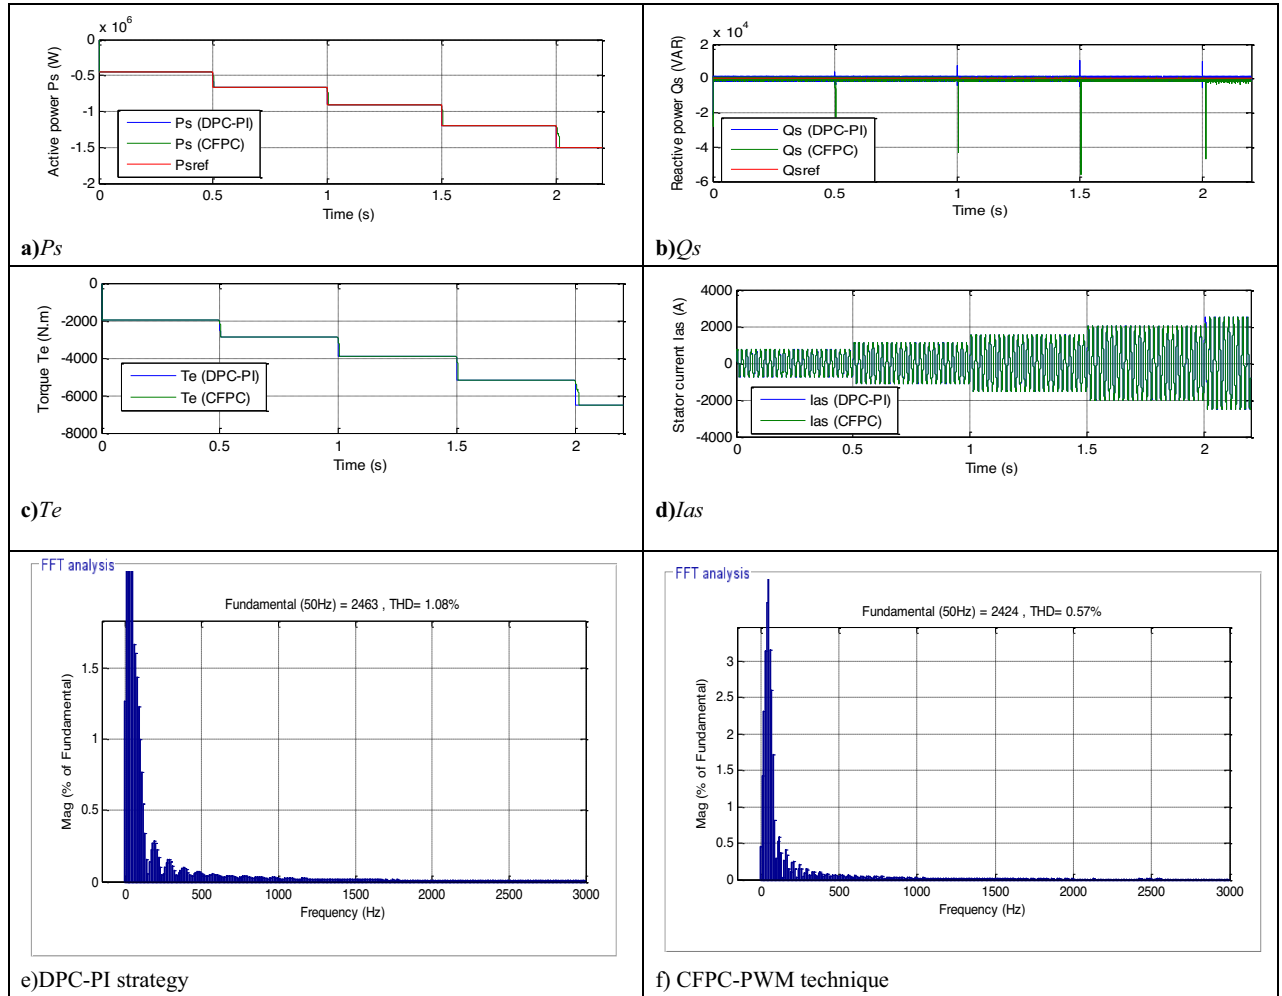 x 10^6
0
-0.5
-1
-1.5
-2
Active power Ps (W)
Ps (DPC-PI)
Ps (CFPC)
Psref
0 0.5 1 1.5 2
Time (s)
a)Ps
x 10^4
2
0
-2
-4
-6
Reactive power Qs (VAR)
Qs (DPC-PI)
Qs (CFPC)
Qsref
0 0.5 1 1.5 2
Time (s)
b)Qs
0
-2000
-4000
-6000
-8000
Torque Te (N.m)
Te (DPC-PI)
Te (CFPC)
0 0.5 1 1.5 2
Time (s)
c)Te
4000
2000
0
-2000
-4000
Stator current Ias (A)
Ias (DPC-PI)
Ias (CFPC)
0 0.5 1 1.5 2
Time (s)
d)Ias
FFT analysis
Fundamental (50Hz) = 2463 , THD= 1.08%
1.5
1
0.5
0
Mag (% of Fundamental)
0 500 1000 1500 2000 2500 3000
Frequency (Hz)
e)DPC-PI strategy
FFT analysis
Fundamental (50Hz) = 2424 , THD= 0.57%
3
2.5
2
1.5
1
0.5
0
Mag (% of Fundamental)
0 500 1000 1500 2000 2500 3000
Frequency (Hz)
f) CFPC-PWM technique